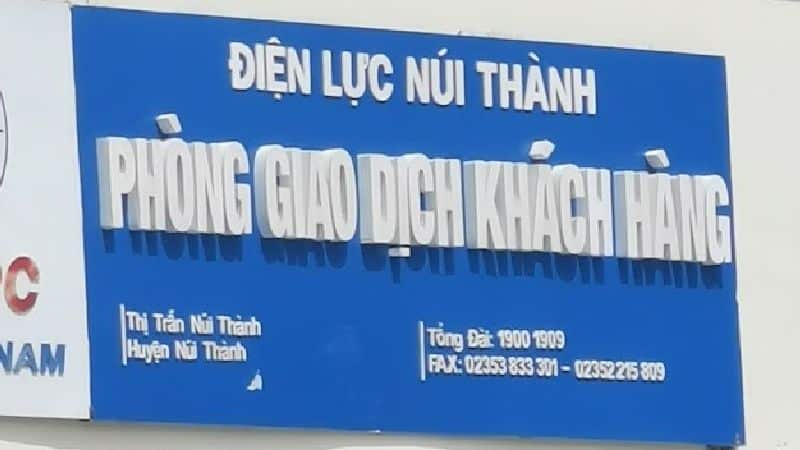 ĐIỆN LỰC NÚI THÀNH
PHÒNG GIAO DỊCH KHÁCH HÀNG
Thị Trấn Núi Thành
Huyện Núi Thành
Tổng Đài: 1900 1909
FAX: 02353 833 301 - 02352 215 809
C
NAM